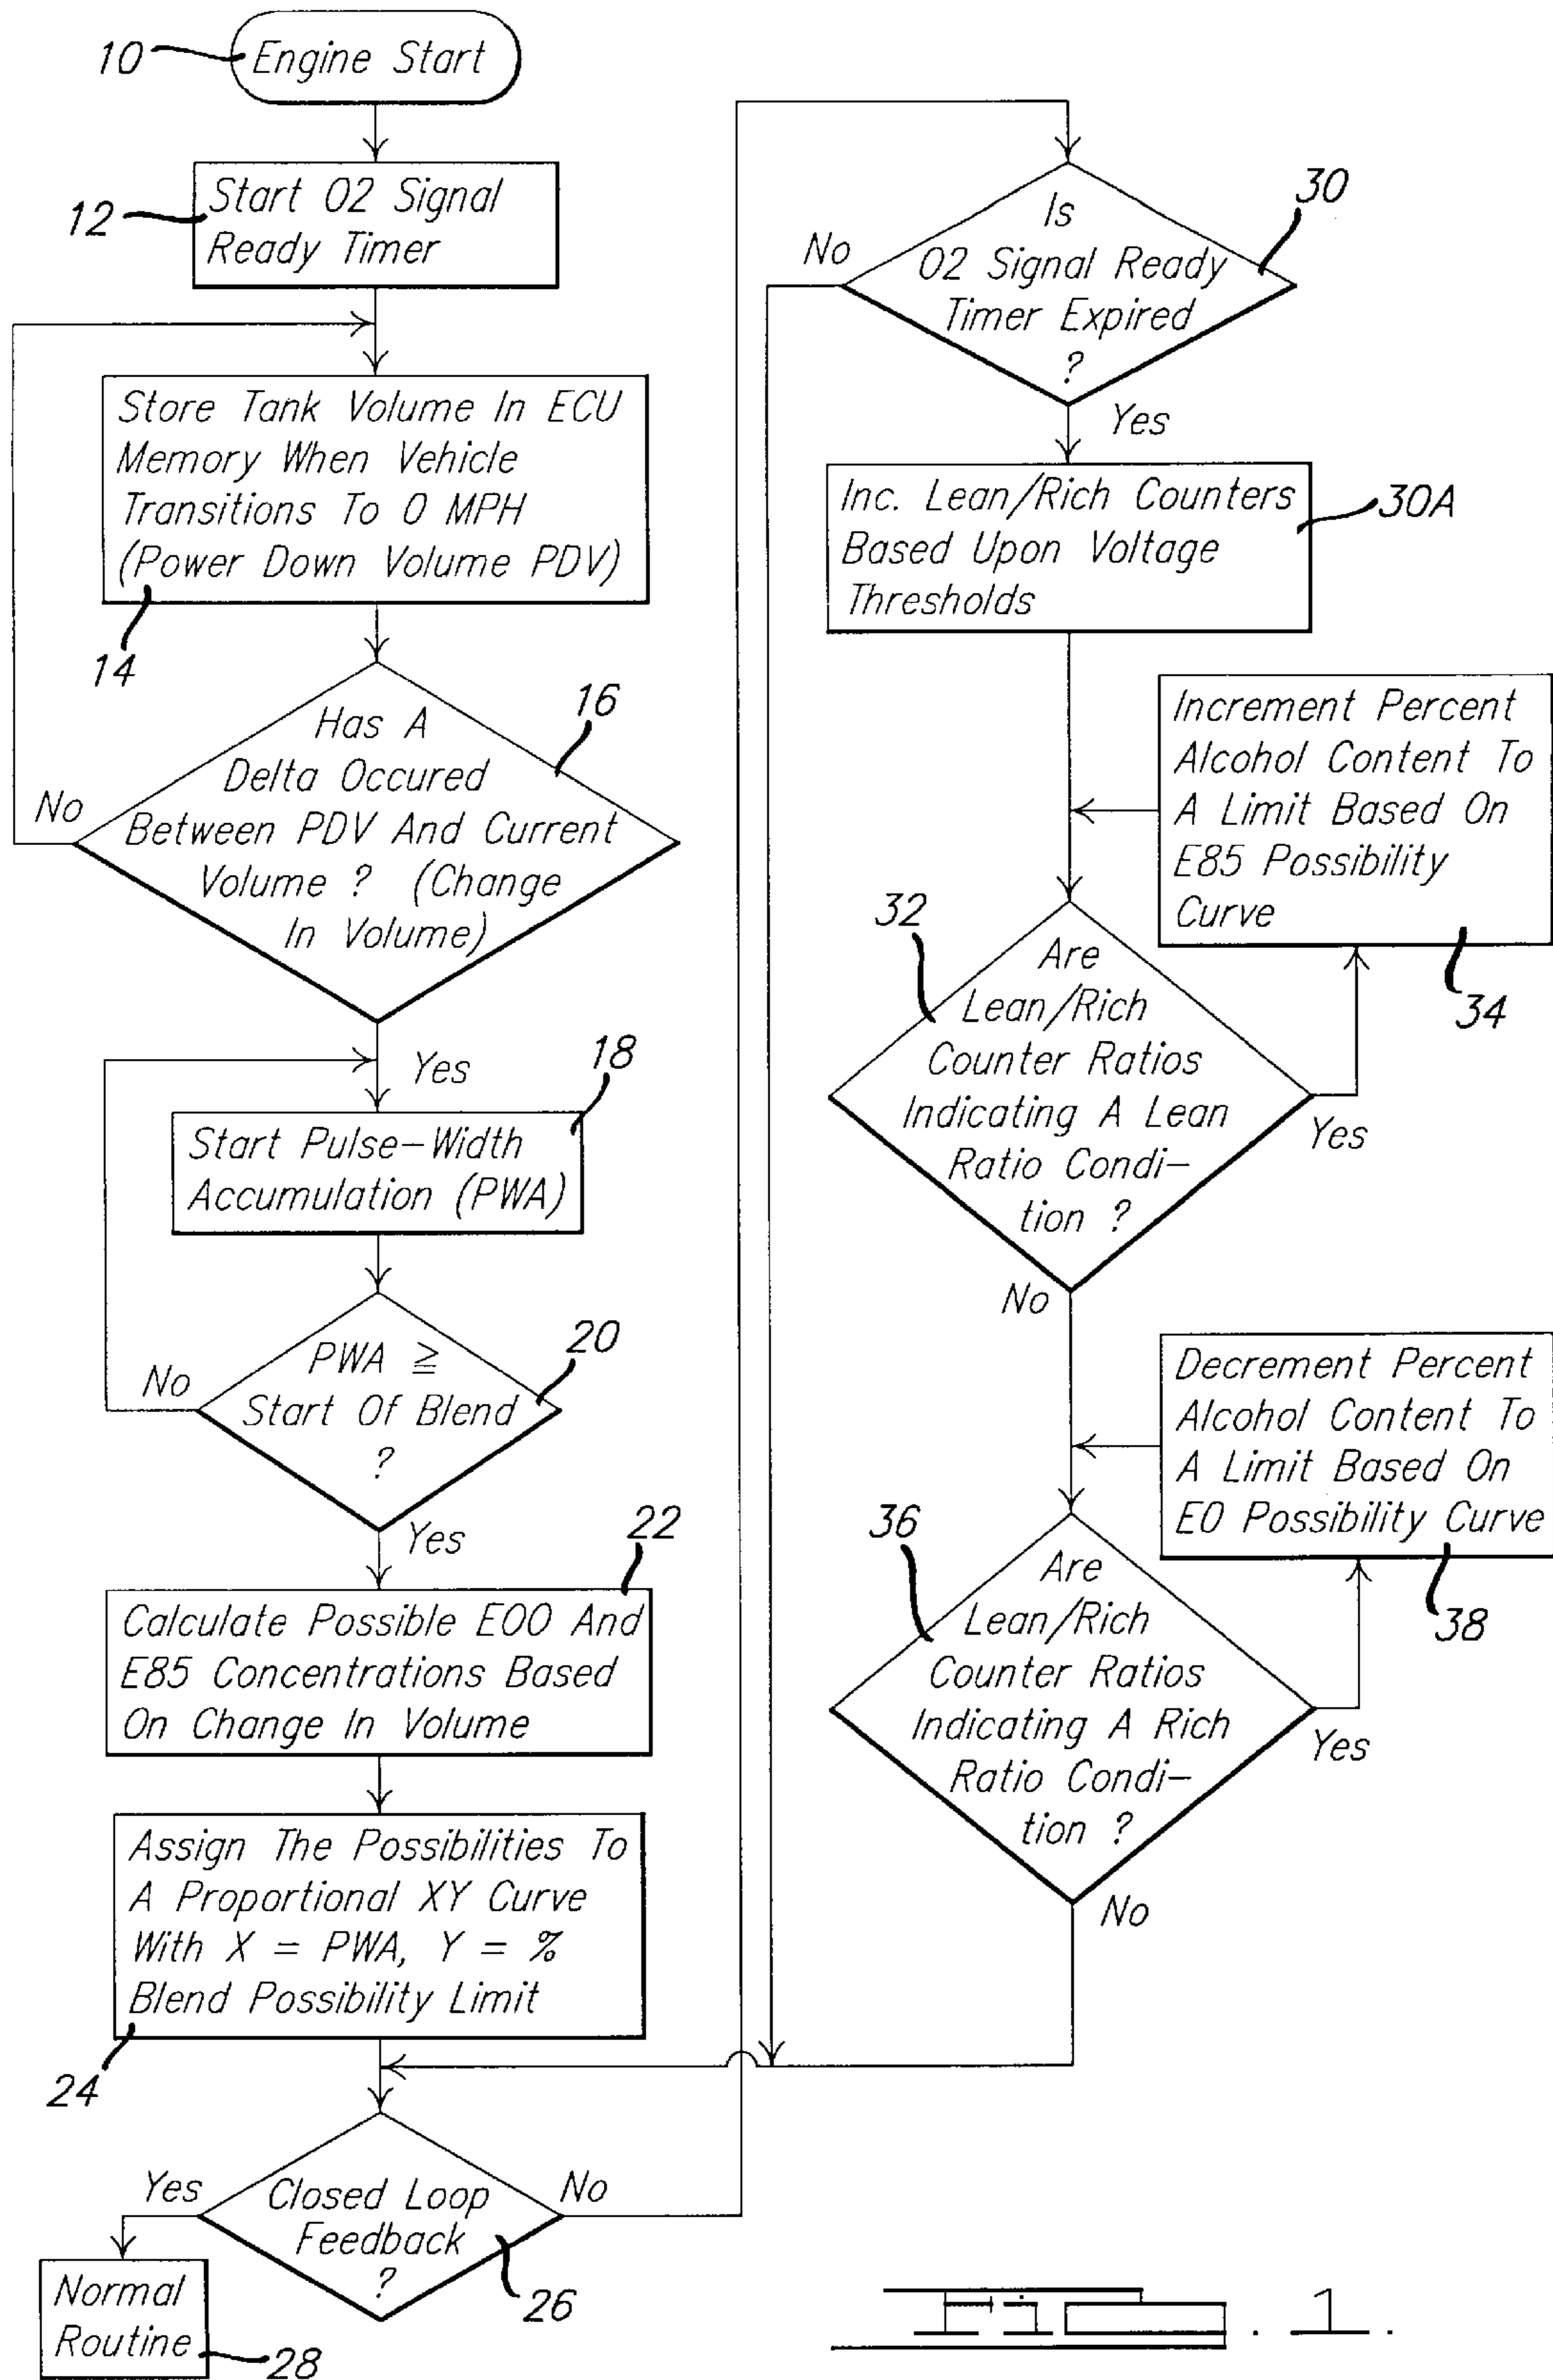 10
Engine Start
12
Start O2 Signal
Ready Timer
Store Tank Volume In ECU
Memory When Vehicle
Transitions To 0 MPH
(Power Down Volume PDV)
14
16
Has A
Delta Occured
Between PDV And Current
Volume ? (Change
In Volume)
No
Yes
18
Start Pulse-Width
Accumulation (PWA)
20
PWA ≧
Start Of Blend
?
No
Yes
22
Calculate Possible E00 And
E85 Concentrations Based
On Change In Volume
Assign The Possibilities To
A Proportional XY Curve
With X = PWA, Y = %
Blend Possibility Limit
24
Yes
Closed Loop
Feedback
?
No
26
Normal
Routine
28
30
Is
O2 Signal Ready
Timer Expired
?
No
Yes
Inc. Lean/Rich Counters
Based Upon Voltage
Thresholds
30A
Increment Percent
Alcohol Content To
A Limit Based On
E85 Possibility
Curve
34
32
Are
Lean/Rich
Counter Ratios
Indicating A Lean
Ratio Condi-
tion ?
Yes
No
Decrement Percent
Alcohol Content To
A Limit Based On
E0 Possibility Curve
38
36
Are
Lean/Rich
Counter Ratios
Indicating A Rich
Ratio Condi-
tion ?
Yes
No
Fig. 1.